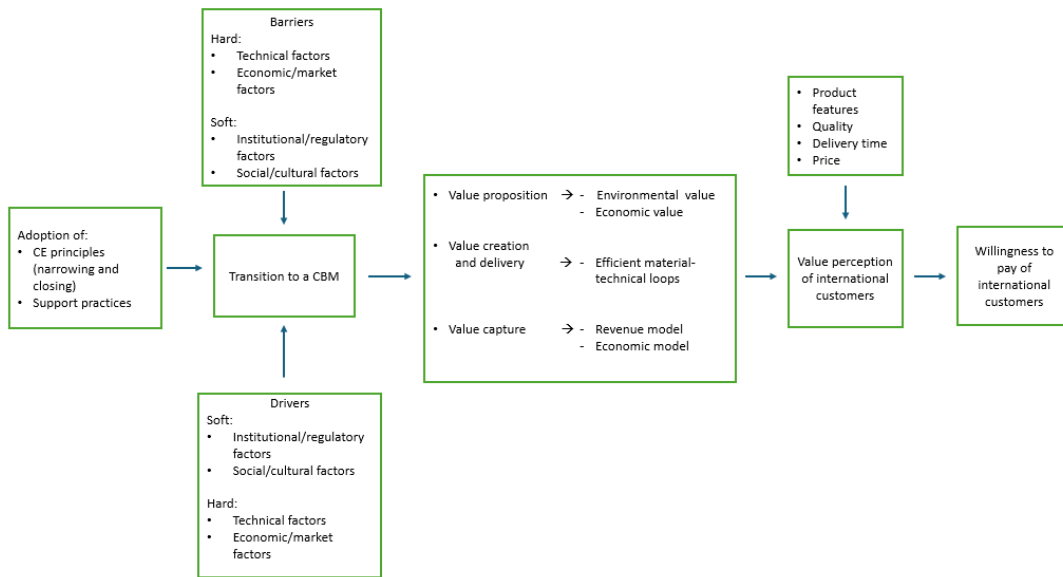 Barriers
Hard:
• Technical factors
• Economic/market
factors
Soft:
• Institutional/regulatory
factors
• Social/cultural factors
• Product
features
• Quality
• Delivery time
• Price
Adoption of:
• CE principles
(narrowing and
closing)
• Support practices
Transition to a CBM
• Value proposition → - Environmental value
- Economic value
• Value creation
and delivery → - Efficient material-
technical loops
• Value capture → - Revenue model
- Economic model
Value perception
of international
customers
Willingness to
pay of
international
customers
Drivers
Soft:
• Institutional/regulatory
factors
• Social/cultural factors
Hard:
• Technical factors
• Economic/market
factors